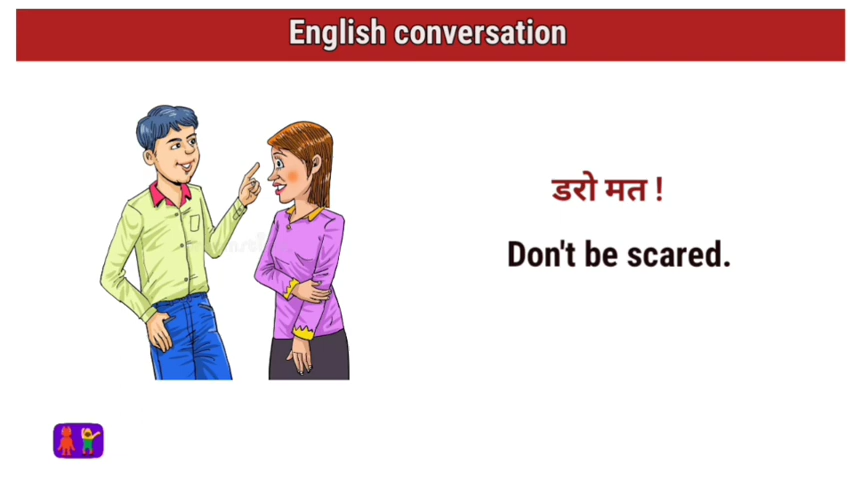 English conversation
डरो मत !
Don't be scared.